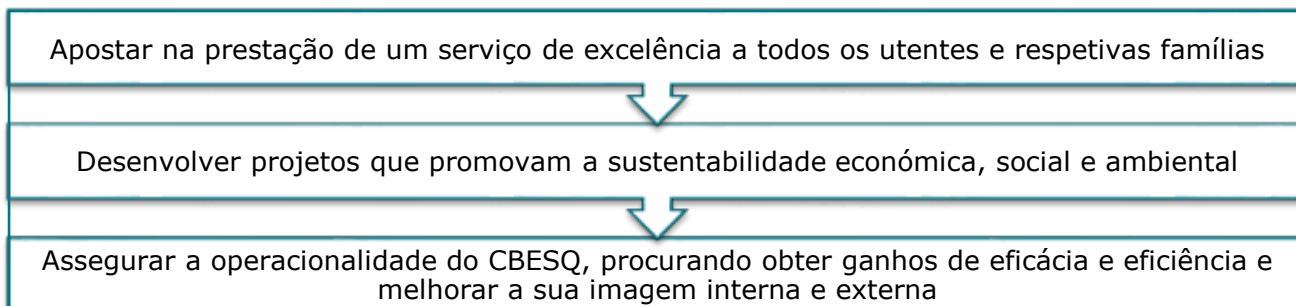 Apostar na prestação de um serviço de excelência a todos os utentes e respetivas famílias
Desenvolver projetos que promovam a sustentabilidade económica, social e ambiental
Assegurar a operacionalidade do CBESQ, procurando obter ganhos de eficácia e eficiência e
melhorar a sua imagem interna e externa